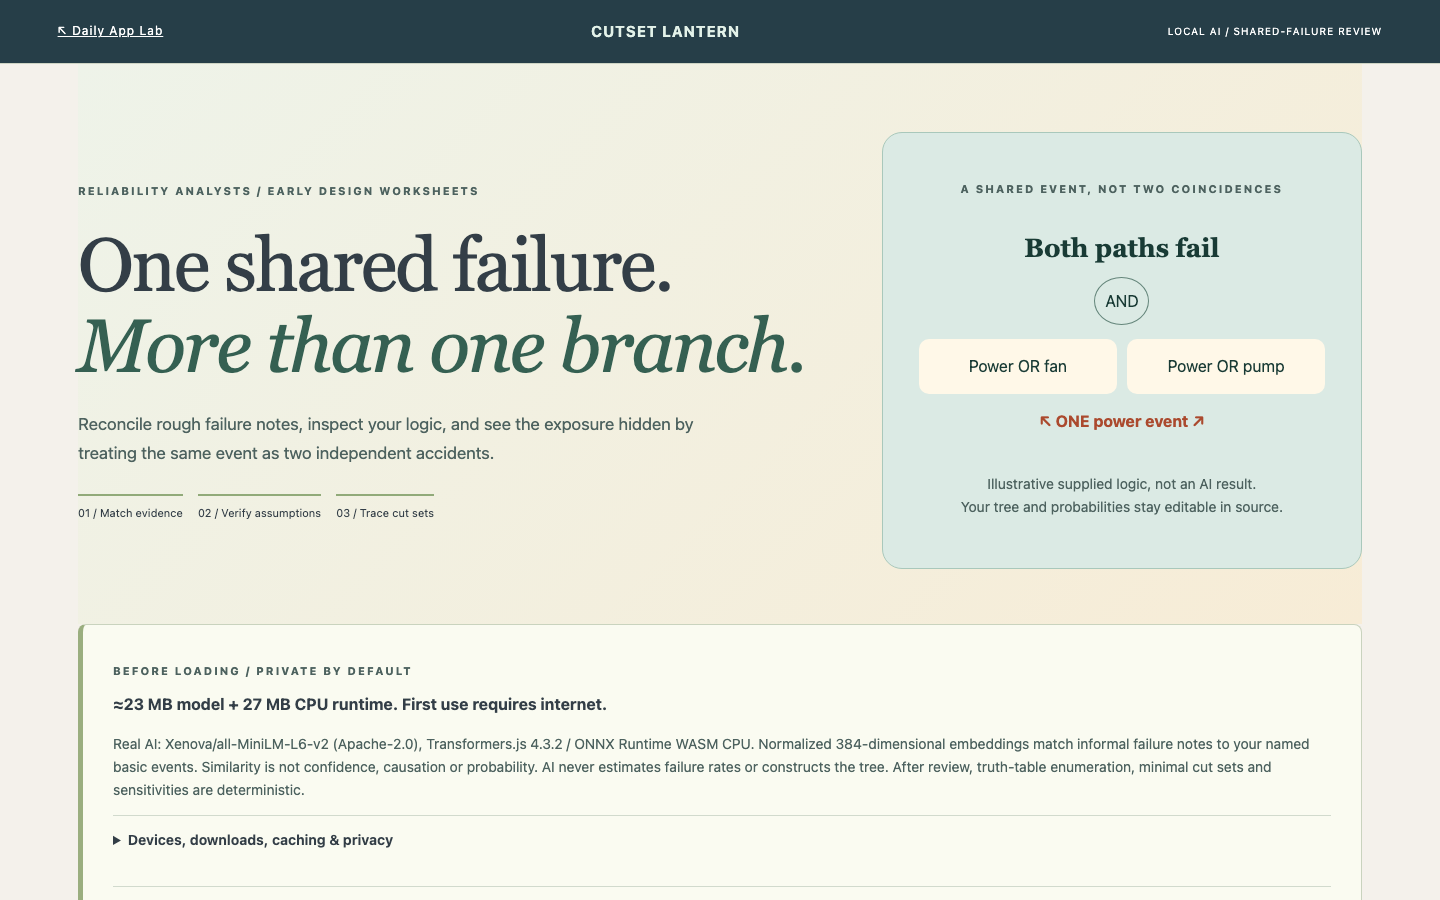 ↖ Daily App Lab
CUTSET LANTERN
LOCAL AI / SHARED-FAILURE REVIEW
RELIABILITY ANALYSTS / EARLY DESIGN WORKSHEETS
One shared failure.
More than one branch.
Reconcile rough failure notes, inspect your logic, and see the exposure hidden by
treating the same event as two independent accidents.
01 / Match evidence
02 / Verify assumptions
03 / Trace cut sets
A SHARED EVENT, NOT TWO COINCIDENCES
Both paths fail
AND
Power OR fan
Power OR pump
↖ ONE power event ↗
Illustrative supplied logic, not an AI result.
Your tree and probabilities stay editable in source.
BEFORE LOADING / PRIVATE BY DEFAULT
≈23 MB model + 27 MB CPU runtime. First use requires internet.
Real AI: Xenova/all-MiniLM-L6-v2 (Apache-2.0), Transformers.js 4.3.2 / ONNX Runtime WASM CPU. Normalized 384-dimensional embeddings match informal failure notes to your named
basic events. Similarity is not confidence, causation or probability. AI never estimates failure rates or constructs the tree. After review, truth-table enumeration, minimal cut sets and
sensitivities are deterministic.
▶ Devices, downloads, caching & privacy